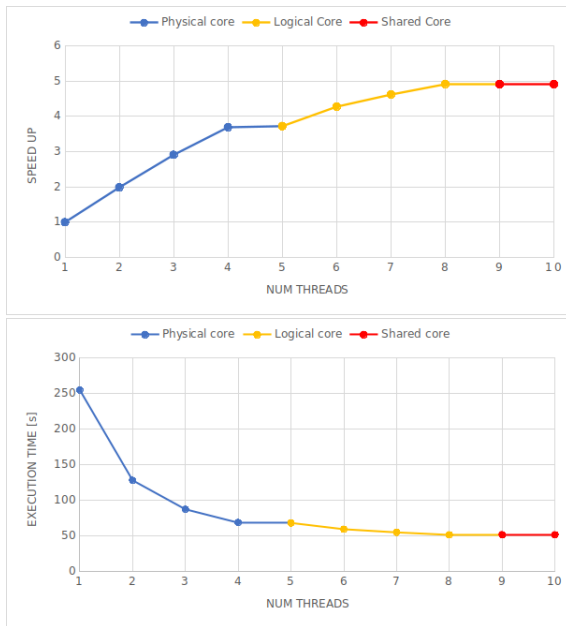 Physical core Logical Core Shared Core
6
5
4
3
2
1
0
1 2 3 4 5 6 7 8 9 10
SPEED UP
NUM THREADS
Physical core Logical core Shared core
300
250
200
150
100
50
0
1 2 3 4 5 6 7 8 9 10
EXECUTION TIME [s]
NUM THREADS